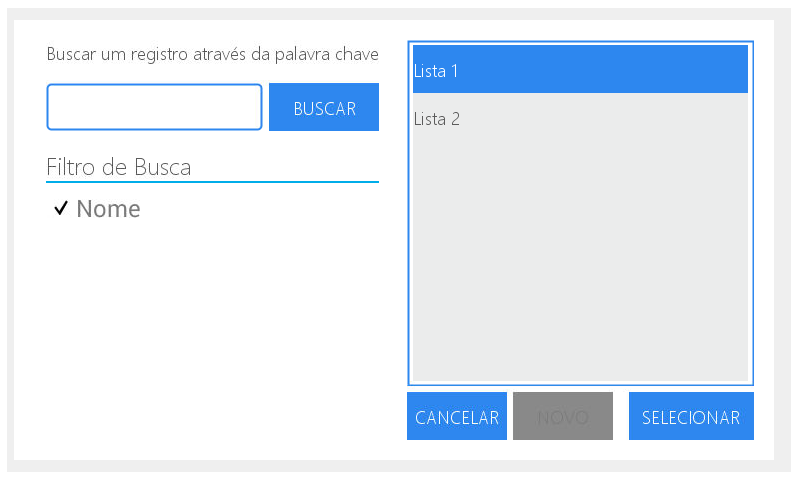 Buscar um registro através da palavra chave
BUSCAR
Filtro de Busca
Nome
Lista 1
Lista 2
CANCELAR
NOVO
SELECIONAR